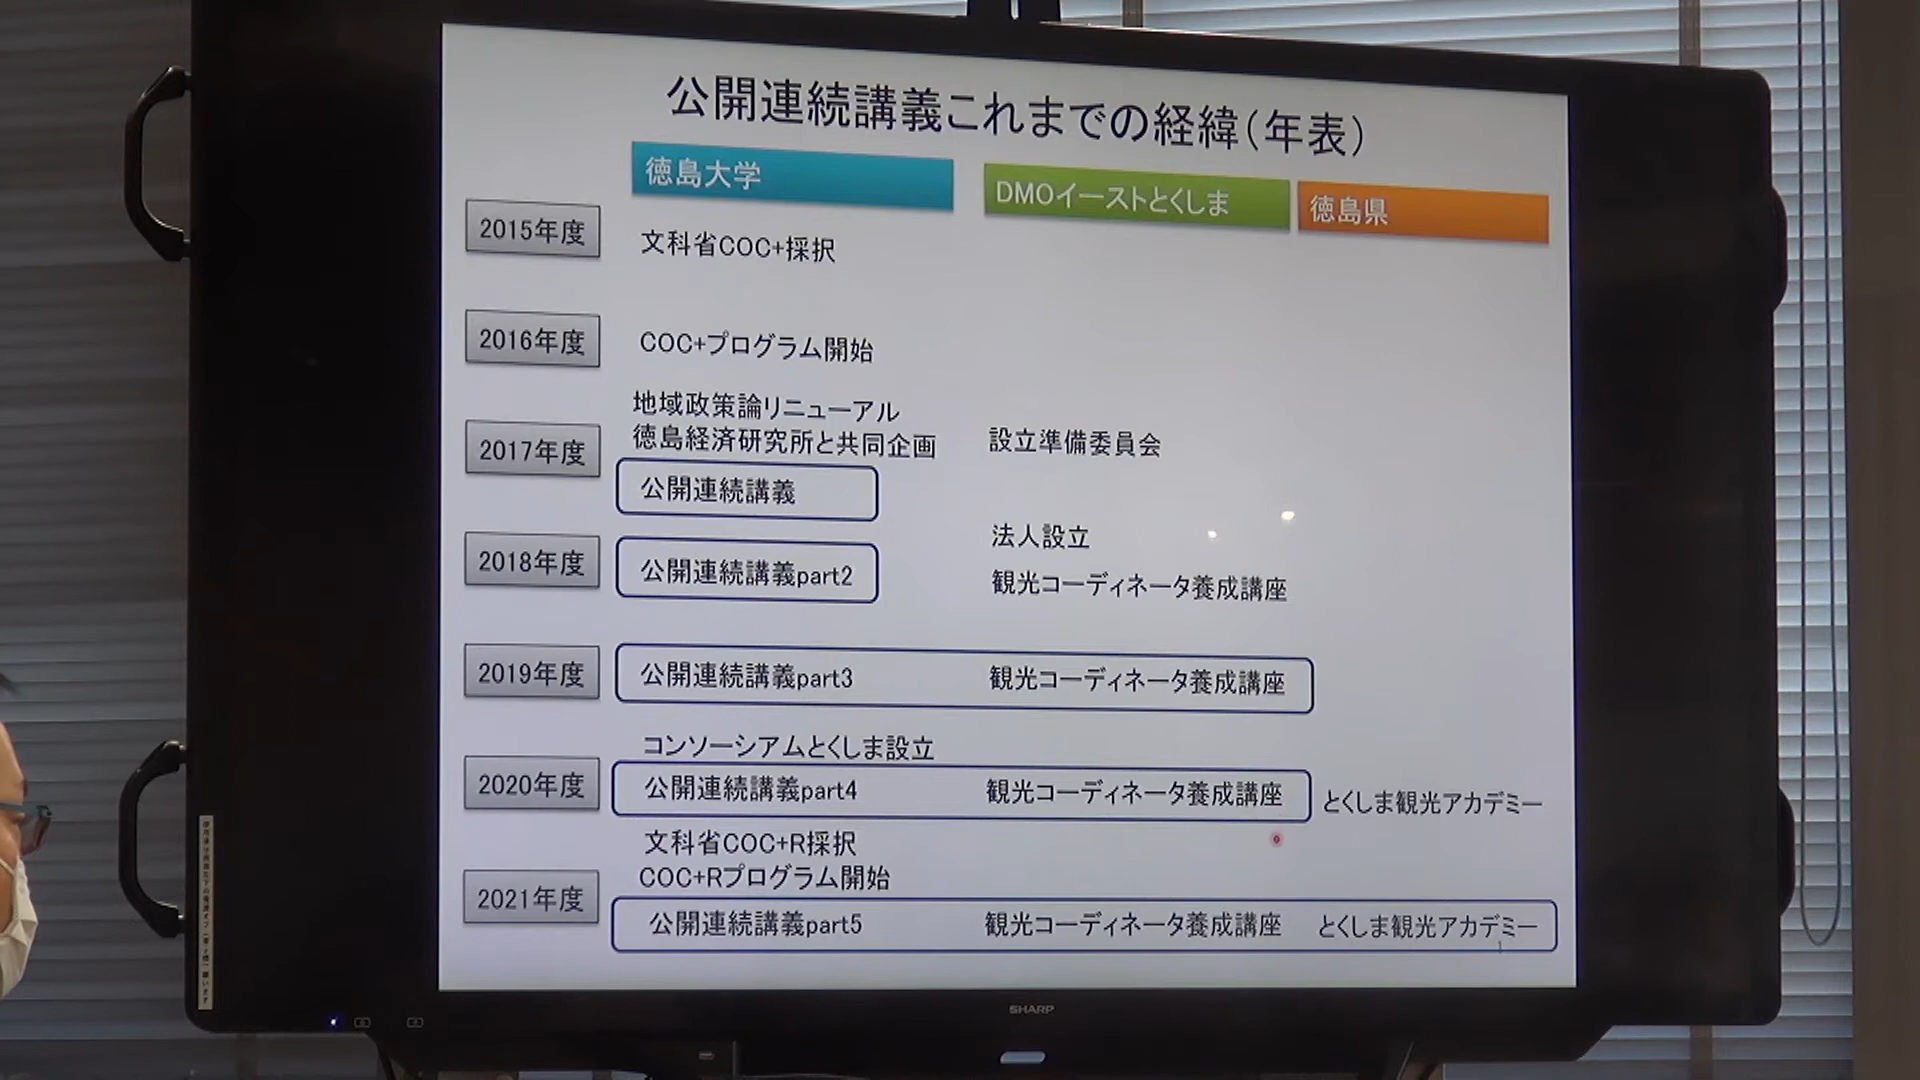 公開連続講義これまでの経緯(年表)
徳島大学 DMOイーストとくしま 徳島県
2015年度 文科省COC+採択
2016年度 COC+プログラム開始
地域政策論リニューアル
徳島経済研究所と共同企画
2017年度 設立準備委員会
公開連続講義
法人設立
2018年度 公開連続講義part2 観光コーディネータ養成講座
2019年度 公開連続講義part3 観光コーディネータ養成講座
コンソーシアムとくしま設立
2020年度 公開連続講義part4 観光コーディネータ養成講座 とくしま観光アカデミー
文科省COC+R採択
COC+Rプログラム開始
2021年度 公開連続講義part5 観光コーディネータ養成講座 とくしま観光アカデミー
1
SHARP